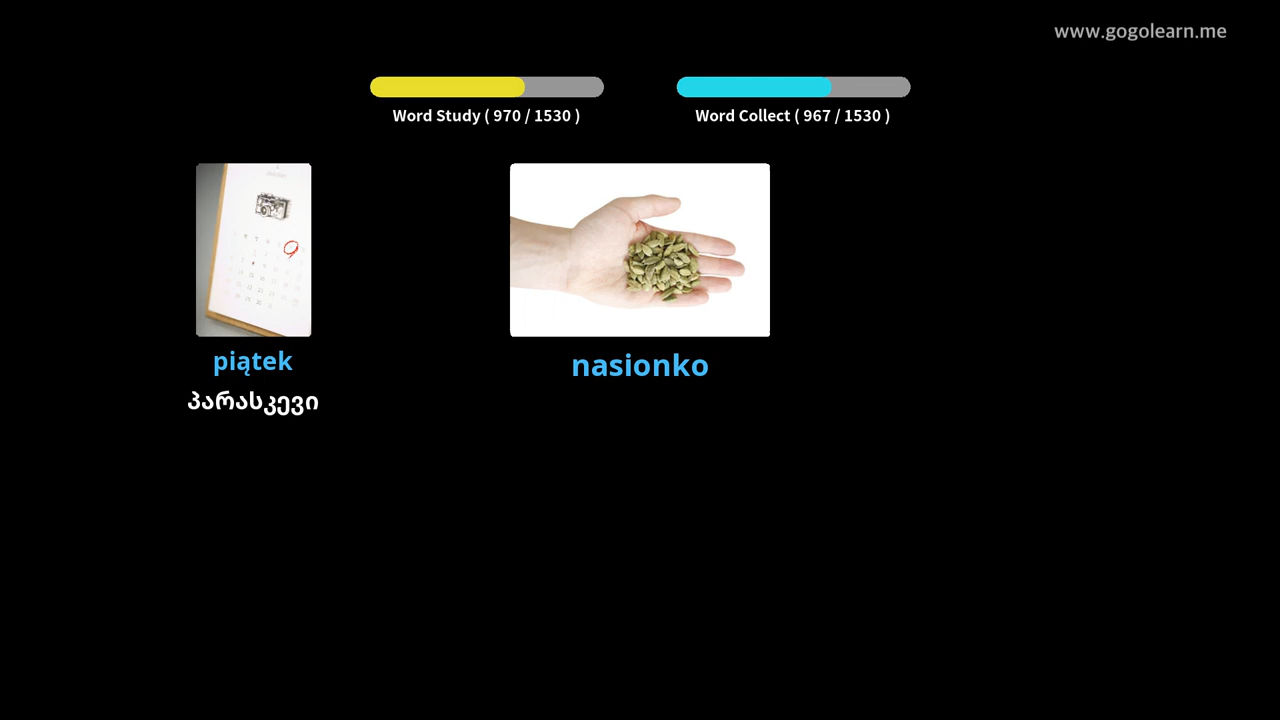 www.gogolearn.me
Word Study ( 970 / 1530 )
Word Collect ( 967 / 1530 )
piątek
პარასკევი
nasionko